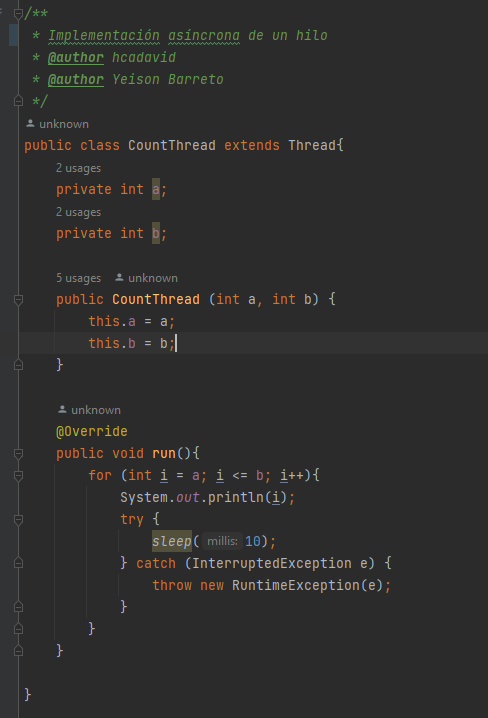 /**
 * Implementación asincrona de un hilo
 * @author hcadavid
 * @author Yeison Barreto
 */
unknown
public class CountThread extends Thread{
2 usages
private int a;
2 usages
private int b;
5 usages unknown
public CountThread (int a, int b) {
this.a = a;
this.b = b;
}
unknown
@Override
public void run(){
for (int i = a; i <= b; i++){
System.out.println(i);
try {
sleep( millis: 10);
} catch (InterruptedException e) {
throw new RuntimeException(e);
}
}
}
}